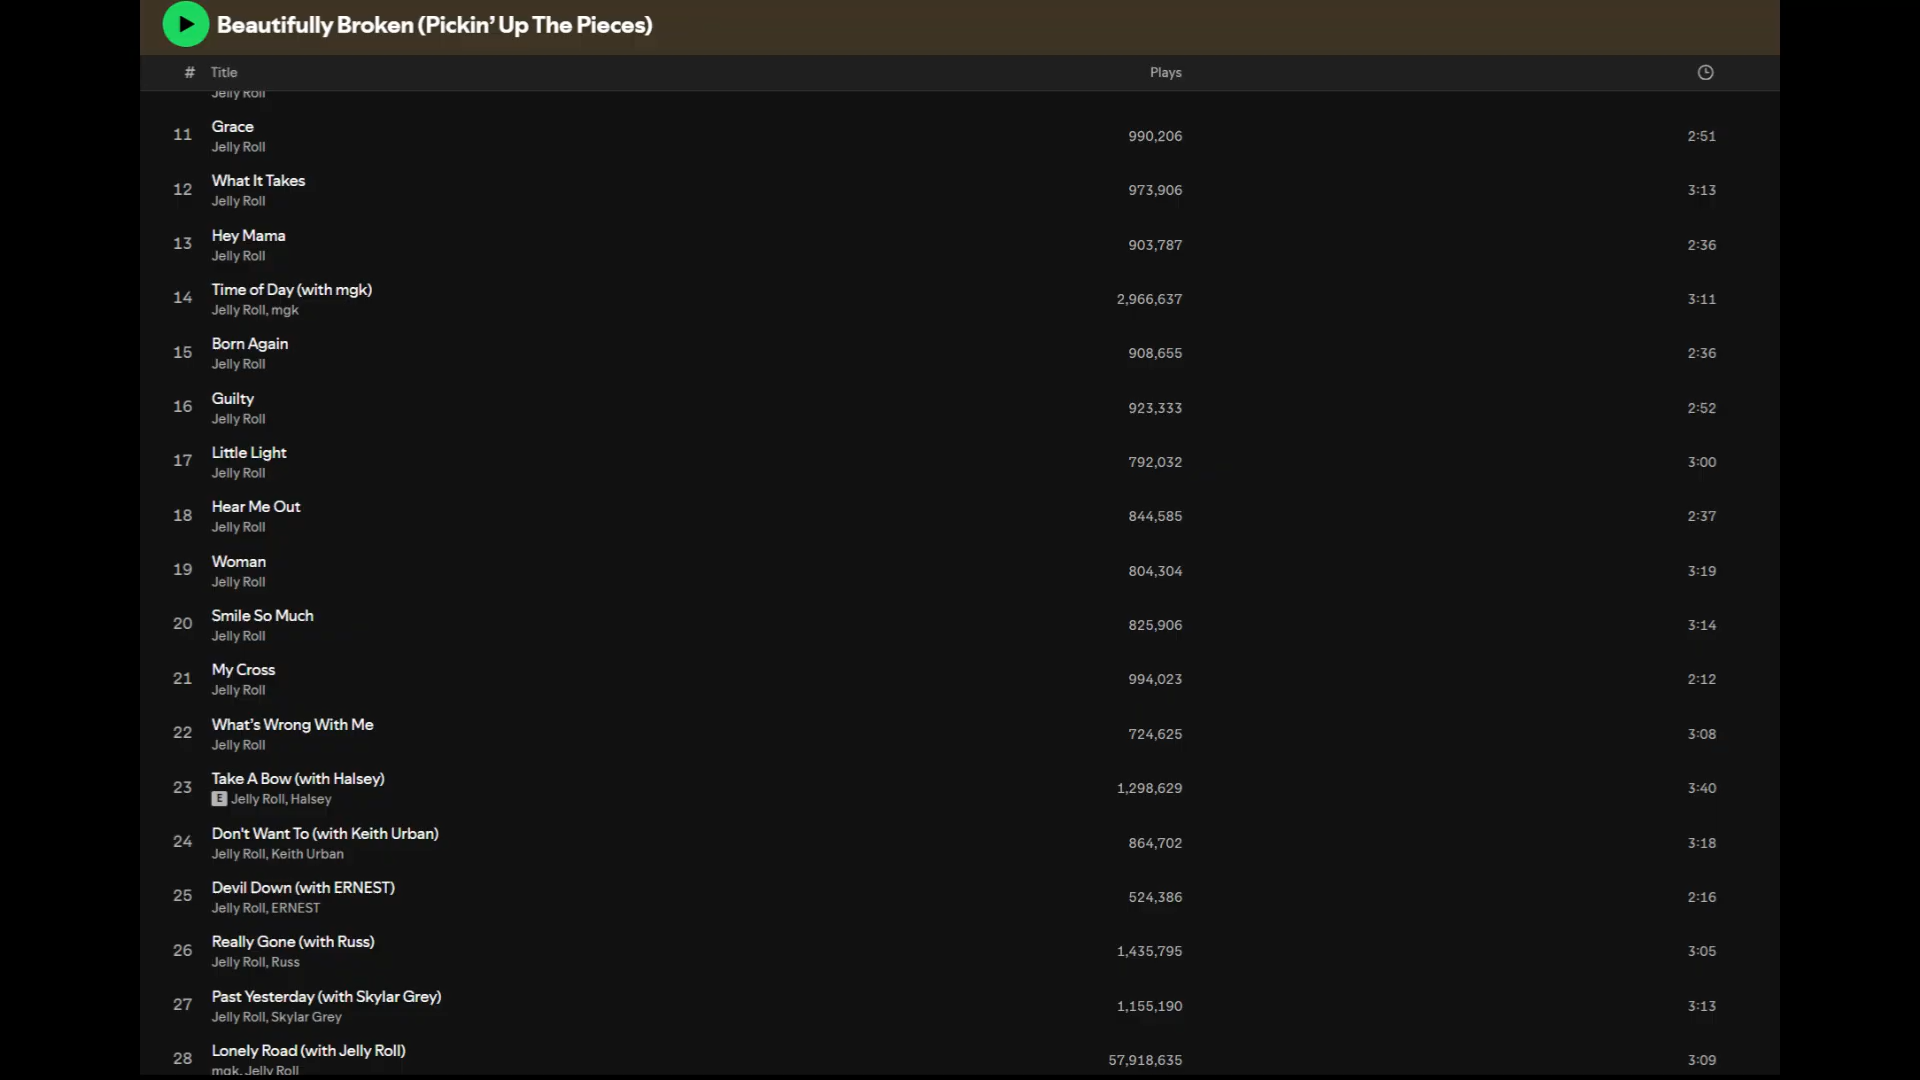 Beautifully Broken (Pickin’ Up The Pieces)
# Title Plays
Jelly Roll
11 Grace 990,206 2:51
Jelly Roll
12 What It Takes 973,906 3:13
Jelly Roll
13 Hey Mama 903,787 2:36
Jelly Roll
14 Time of Day (with mgk) 2,966,637 3:11
Jelly Roll, mgk
15 Born Again 908,655 2:36
Jelly Roll
16 Guilty 923,333 2:52
Jelly Roll
17 Little Light 792,032 3:00
Jelly Roll
18 Hear Me Out 844,585 2:37
Jelly Roll
19 Woman 804,304 3:19
Jelly Roll
20 Smile So Much 825,906 3:14
Jelly Roll
21 My Cross 994,023 2:12
Jelly Roll
22 What’s Wrong With Me 724,625 3:08
Jelly Roll
23 Take A Bow (with Halsey) 1,298,629 3:40
E Jelly Roll, Halsey
24 Don't Want To (with Keith Urban) 864,702 3:18
Jelly Roll, Keith Urban
25 Devil Down (with ERNEST) 524,386 2:16
Jelly Roll, ERNEST
26 Really Gone (with Russ) 1,435,795 3:05
Jelly Roll, Russ
27 Past Yesterday (with Skylar Grey) 1,155,190 3:13
Jelly Roll, Skylar Grey
28 Lonely Road (with Jelly Roll) 57,918,635 3:09
mgk, Jelly Roll